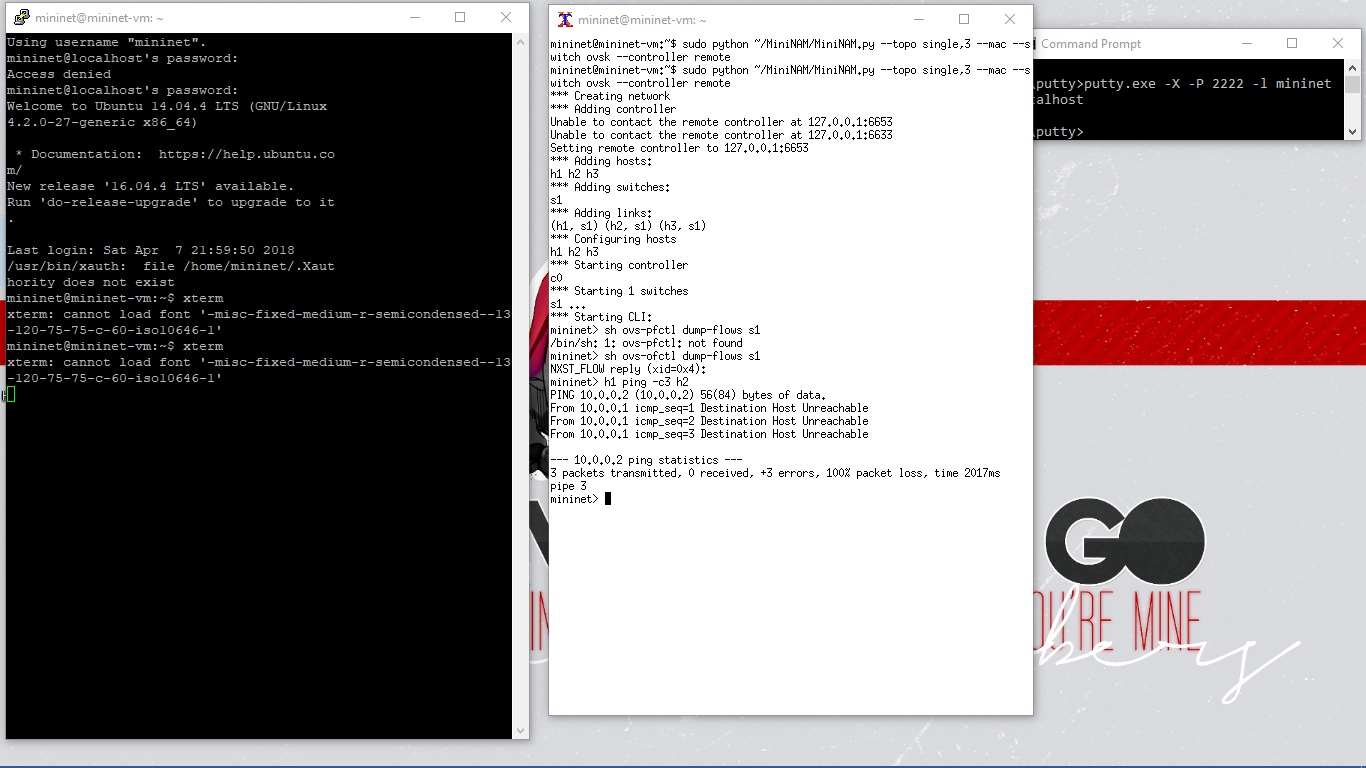 mininet@mininet-vm: ~
Using username "mininet".
mininet@localhost's password:
Access denied
mininet@localhost's password:
Welcome to Ubuntu 14.04.4 LTS (GNU/Linux
4.2.0-27-generic x86_64)
* Documentation:  https://help.ubuntu.co
m/
New release '16.04.4 LTS' available.
Run 'do-release-upgrade' to upgrade to it
.
Last login: Sat Apr  7 21:59:50 2018
/usr/bin/xauth:  file /home/mininet/.Xaut
hority does not exist
mininet@mininet-vm:~$ xterm
xterm: cannot load font '-misc-fixed-medium-r-semicondensed--13
-120-75-75-c-60-iso10646-1'
mininet@mininet-vm:~$ xterm
xterm: cannot load font '-misc-fixed-medium-r-semicondensed--13
-120-75-75-c-60-iso10646-1'
mininet@mininet-vm: ~
mininet@mininet-vm:~$ sudo python ~/MiniNAM/MiniNAM.py --topo single,3 --mac --s
witch ovsk --controller remote
mininet@mininet-vm:~$ sudo python ~/MiniNAM/MiniNAM.py --topo single,3 --mac --s
witch ovsk --controller remote
*** Creating network
*** Adding controller
Unable to contact the remote controller at 127.0.0.1:6653
Unable to contact the remote controller at 127.0.0.1:6633
Setting remote controller to 127.0.0.1:6653
*** Adding hosts:
h1 h2 h3
*** Adding switches:
s1
*** Adding links:
(h1, s1) (h2, s1) (h3, s1)
*** Configuring hosts
h1 h2 h3
*** Starting controller
c0
*** Starting 1 switches
s1 ...
*** Starting CLI:
mininet> sh ovs-pfctl dump-flows s1
/bin/sh: 1: ovs-pfctl: not found
mininet> sh ovs-ofctl dump-flows s1
NXST_FLOW reply (xid=0x4):
mininet> h1 ping -c3 h2
PING 10.0.0.2 (10.0.0.2) 56(84) bytes of data.
From 10.0.0.1 icmp_seq=1 Destination Host Unreachable
From 10.0.0.1 icmp_seq=2 Destination Host Unreachable
From 10.0.0.1 icmp_seq=3 Destination Host Unreachable
--- 10.0.0.2 ping statistics ---
3 packets transmitted, 0 received, +3 errors, 100% packet loss, time 2017ms
pipe 3
mininet>
Command Prompt
\putty>putty.exe -X -P 2222 -l mininet
alhost
\putty>
GO
OU'RE MINE